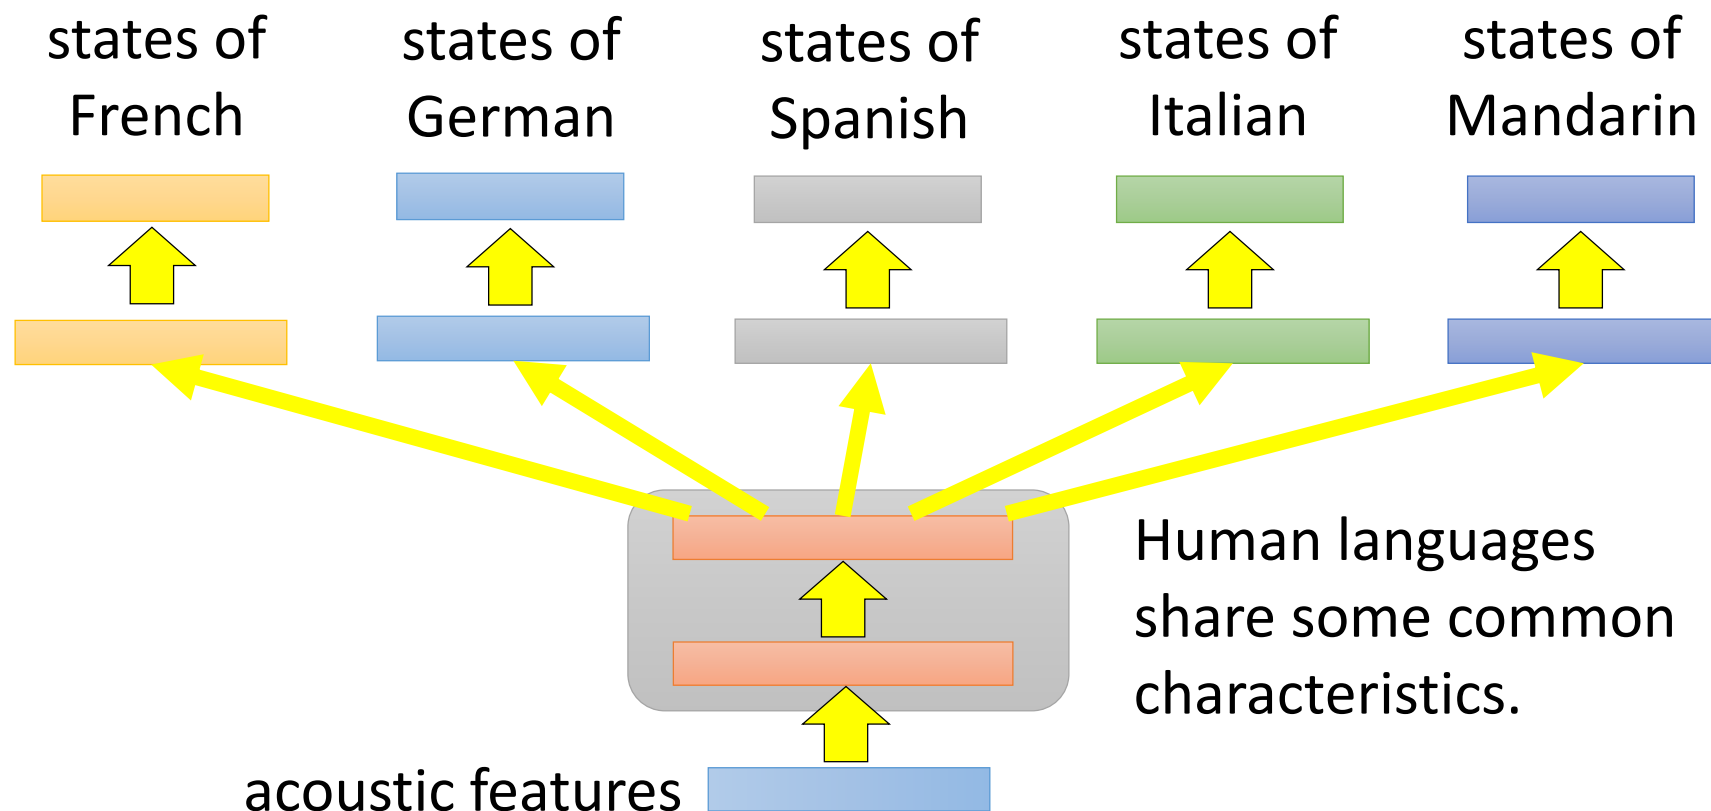 states of
French
states of
German
states of
Spanish
states of
Italian
states of
Mandarin
Human languages
share some common
characteristics.
acoustic features